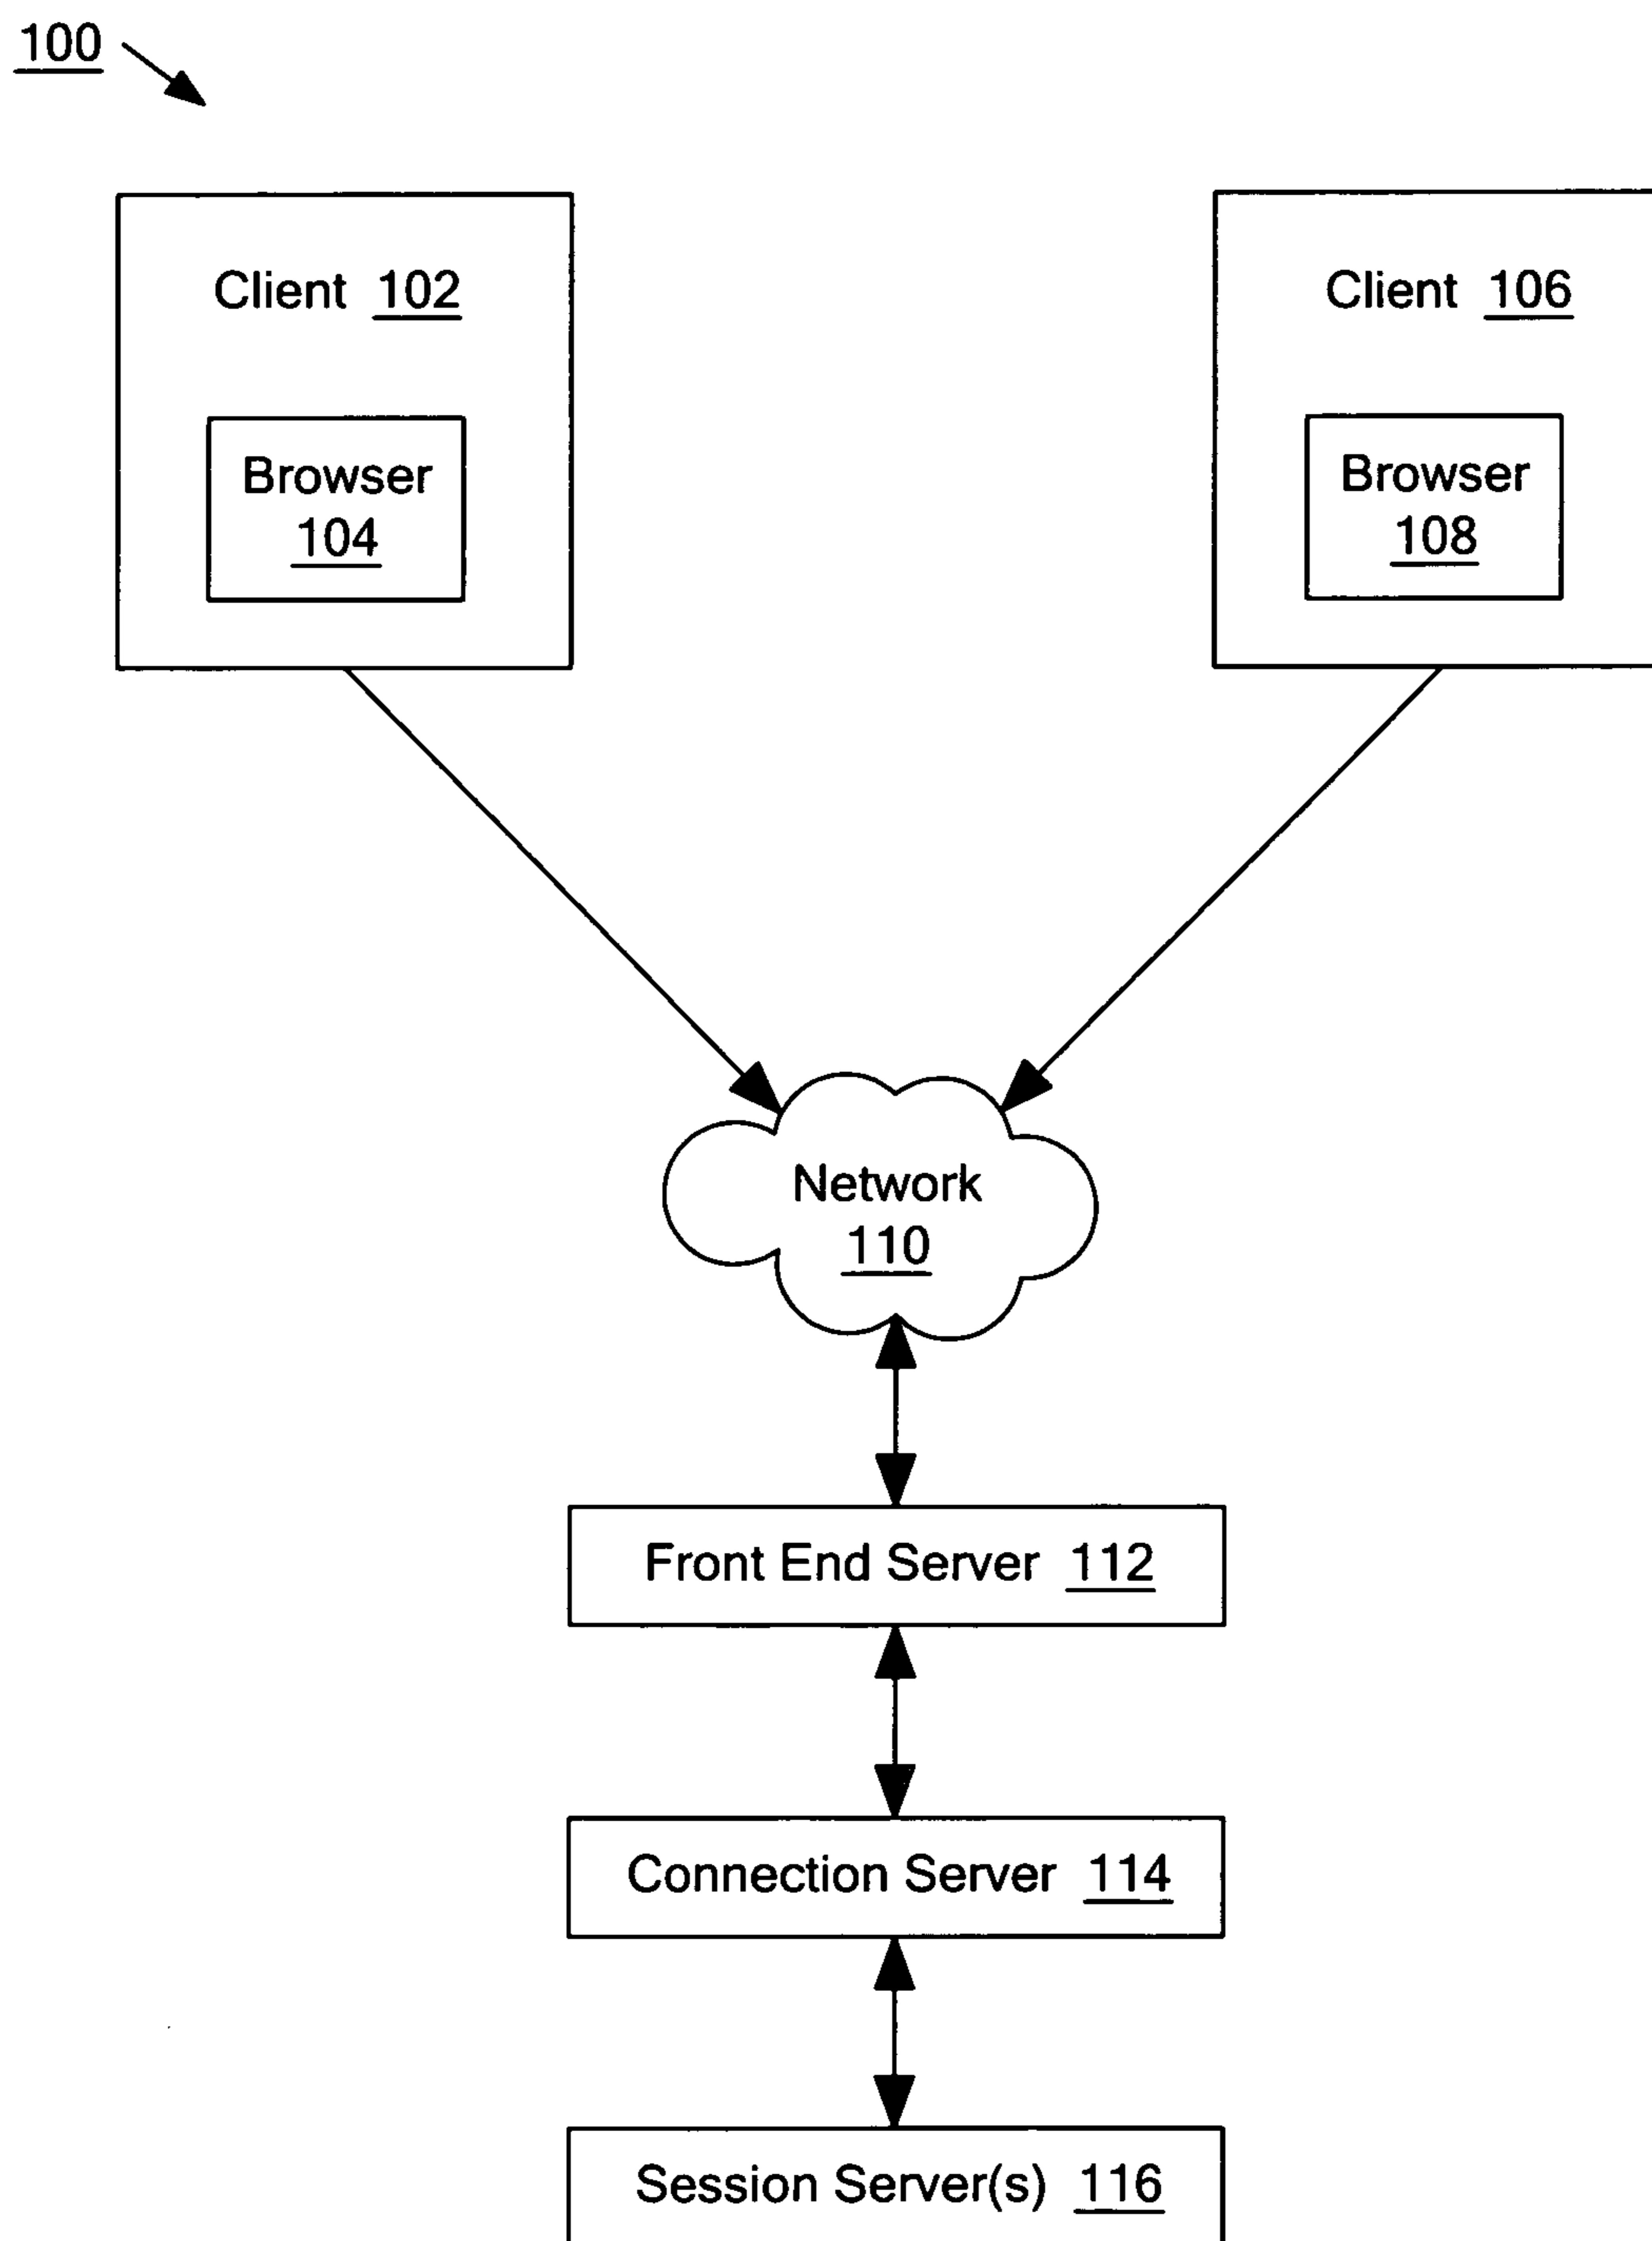 100
Client 102
Client 106
Browser
104
Browser
108
Network
110
Front End Server 112
Connection Server 114
Session Server(s) 116